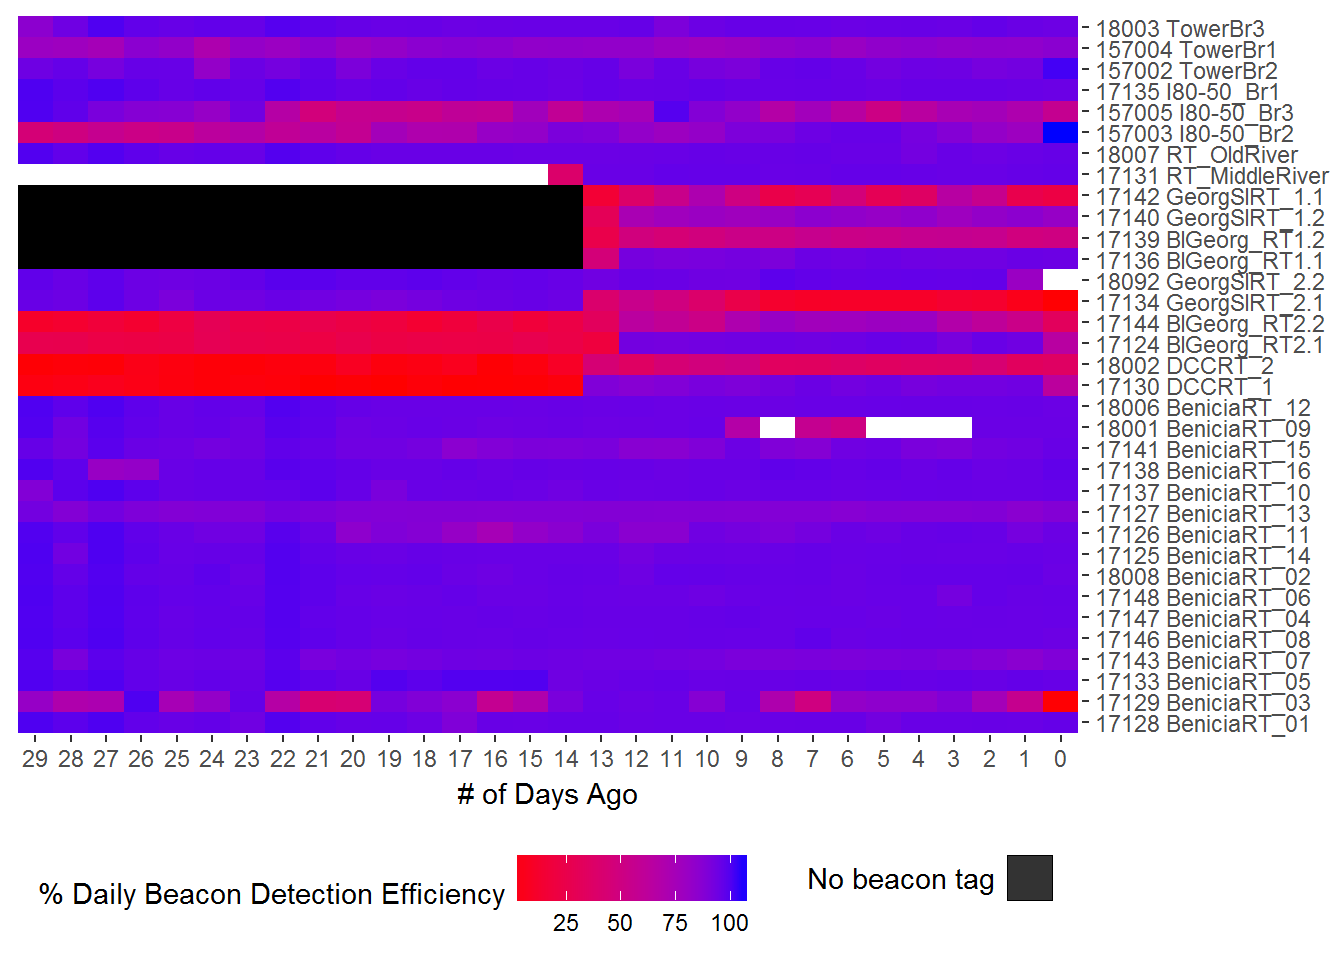 18003 TowerBr3
157004 TowerBr1
157002 TowerBr2
17135 I80-50_Br1
157005 I80-50_Br3
157003 I80-50_Br2
18007 RT_OldRiver
17131 RT_MiddleRiver
17142 GeorgSlRT_1.1
17140 GeorgSlRT_1.2
17139 BlGeorg_RT1.2
17136 BlGeorg_RT1.1
18092 GeorgSlRT_2.2
17134 GeorgSlRT_2.1
17144 BlGeorg_RT2.2
17124 BlGeorg_RT2.1
18002 DCCRT_2
17130 DCCRT_1
18006 BeniciaRT_12
18001 BeniciaRT_09
17141 BeniciaRT_15
17138 BeniciaRT_16
17137 BeniciaRT_10
17127 BeniciaRT_13
17126 BeniciaRT_11
17125 BeniciaRT_14
18008 BeniciaRT_02
17148 BeniciaRT_06
17147 BeniciaRT_04
17146 BeniciaRT_08
17143 BeniciaRT_07
17133 BeniciaRT_05
17129 BeniciaRT_03
17128 BeniciaRT_01
29 28 27 26 25 24 23 22 21 20 19 18 17 16 15 14 13 12 11 10 9 8 7 6 5 4 3 2 1 0
# of Days Ago
% Daily Beacon Detection Efficiency
25 50 75 100
No beacon tag